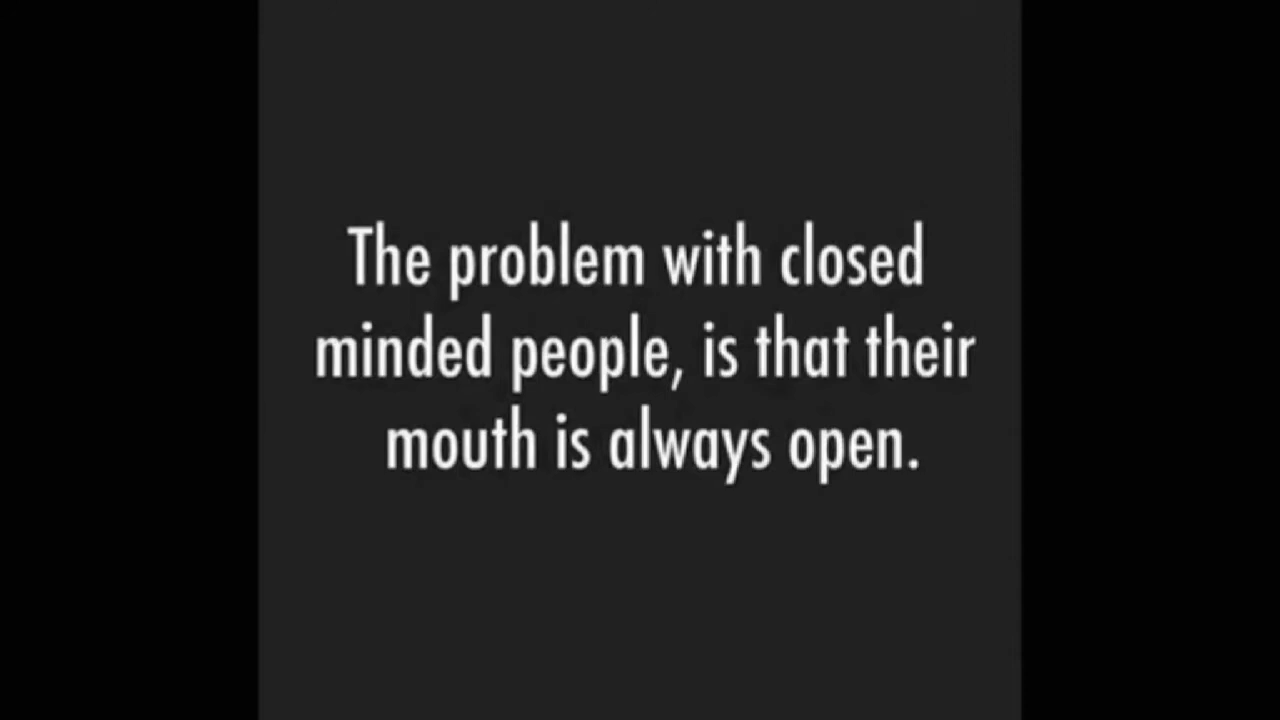 The problem with closed
minded people, is that their
mouth is always open.